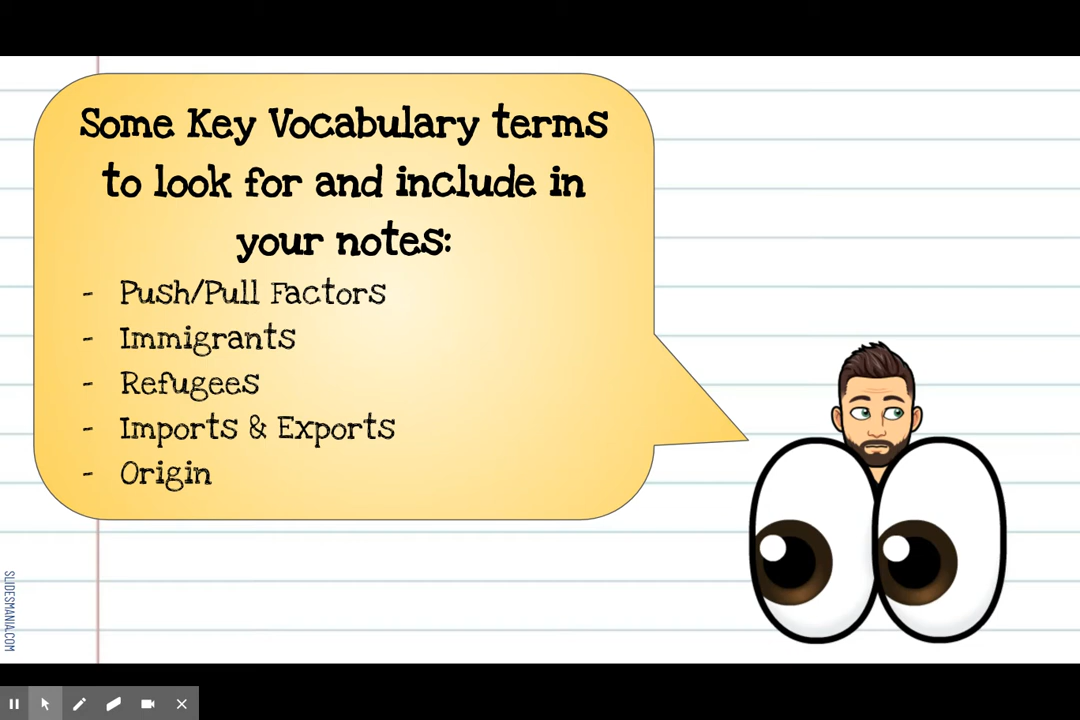 Some Key Vocabulary terms
to look for and include in
your notes:
- Push/Pull Factors
- Immigrants
- Refugees
- Imports & Exports
- Origin
SLIDESMANIA.COM